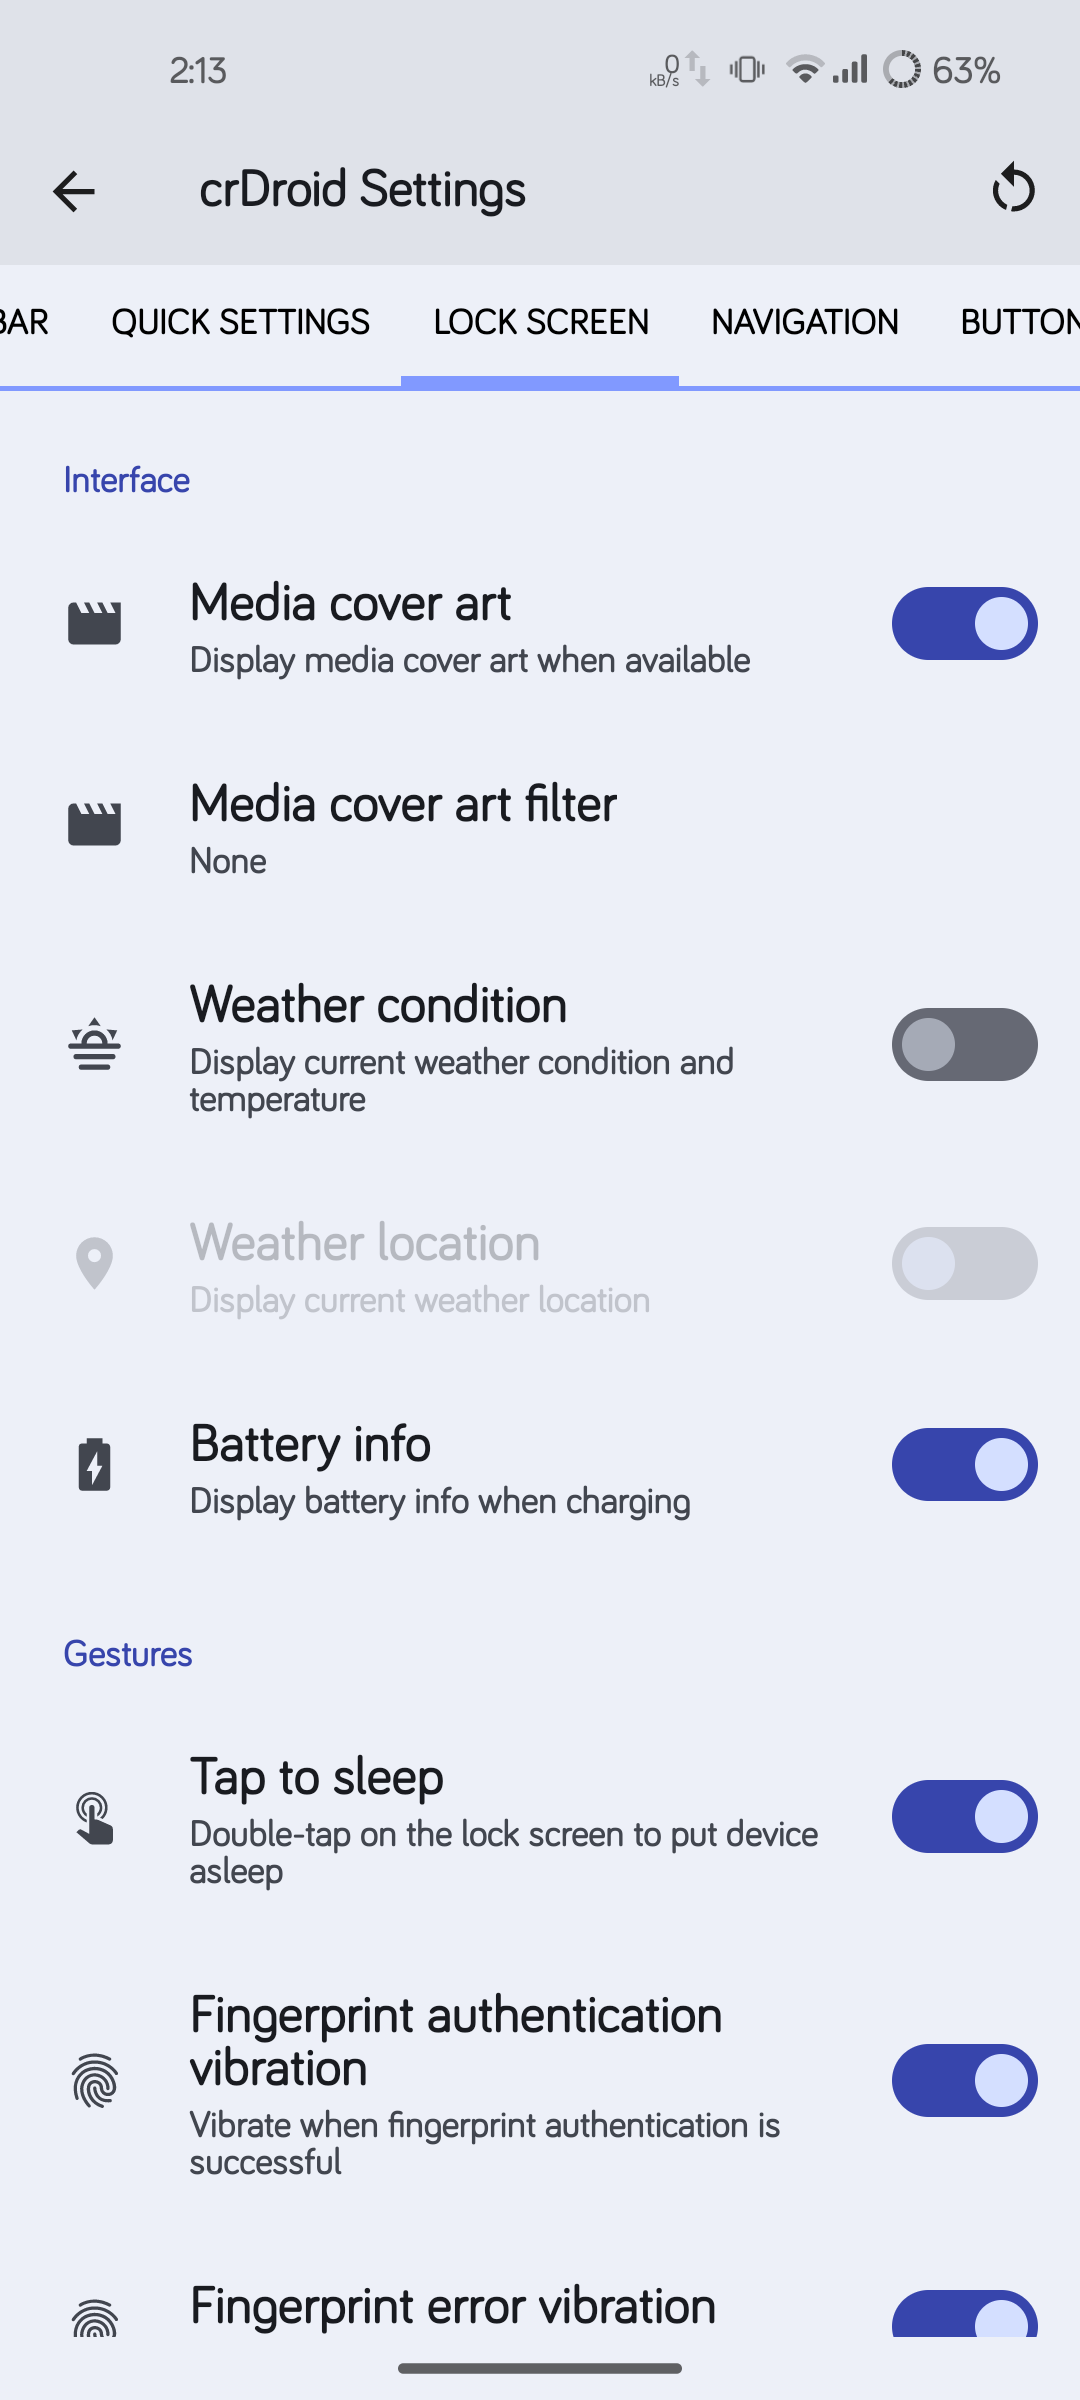 2:13
0
kB/s
63%
crDroid Settings
BAR
QUICK SETTINGS
LOCK SCREEN
NAVIGATION
BUTTON
Interface
Media cover art
Display media cover art when available
Media cover art filter
None
Weather condition
Display current weather condition and
temperature
Weather location
Display current weather location
Battery info
Display battery info when charging
Gestures
Tap to sleep
Double-tap on the lock screen to put device
asleep
Fingerprint authentication
vibration
Vibrate when fingerprint authentication is
successful
Fingerprint error vibration